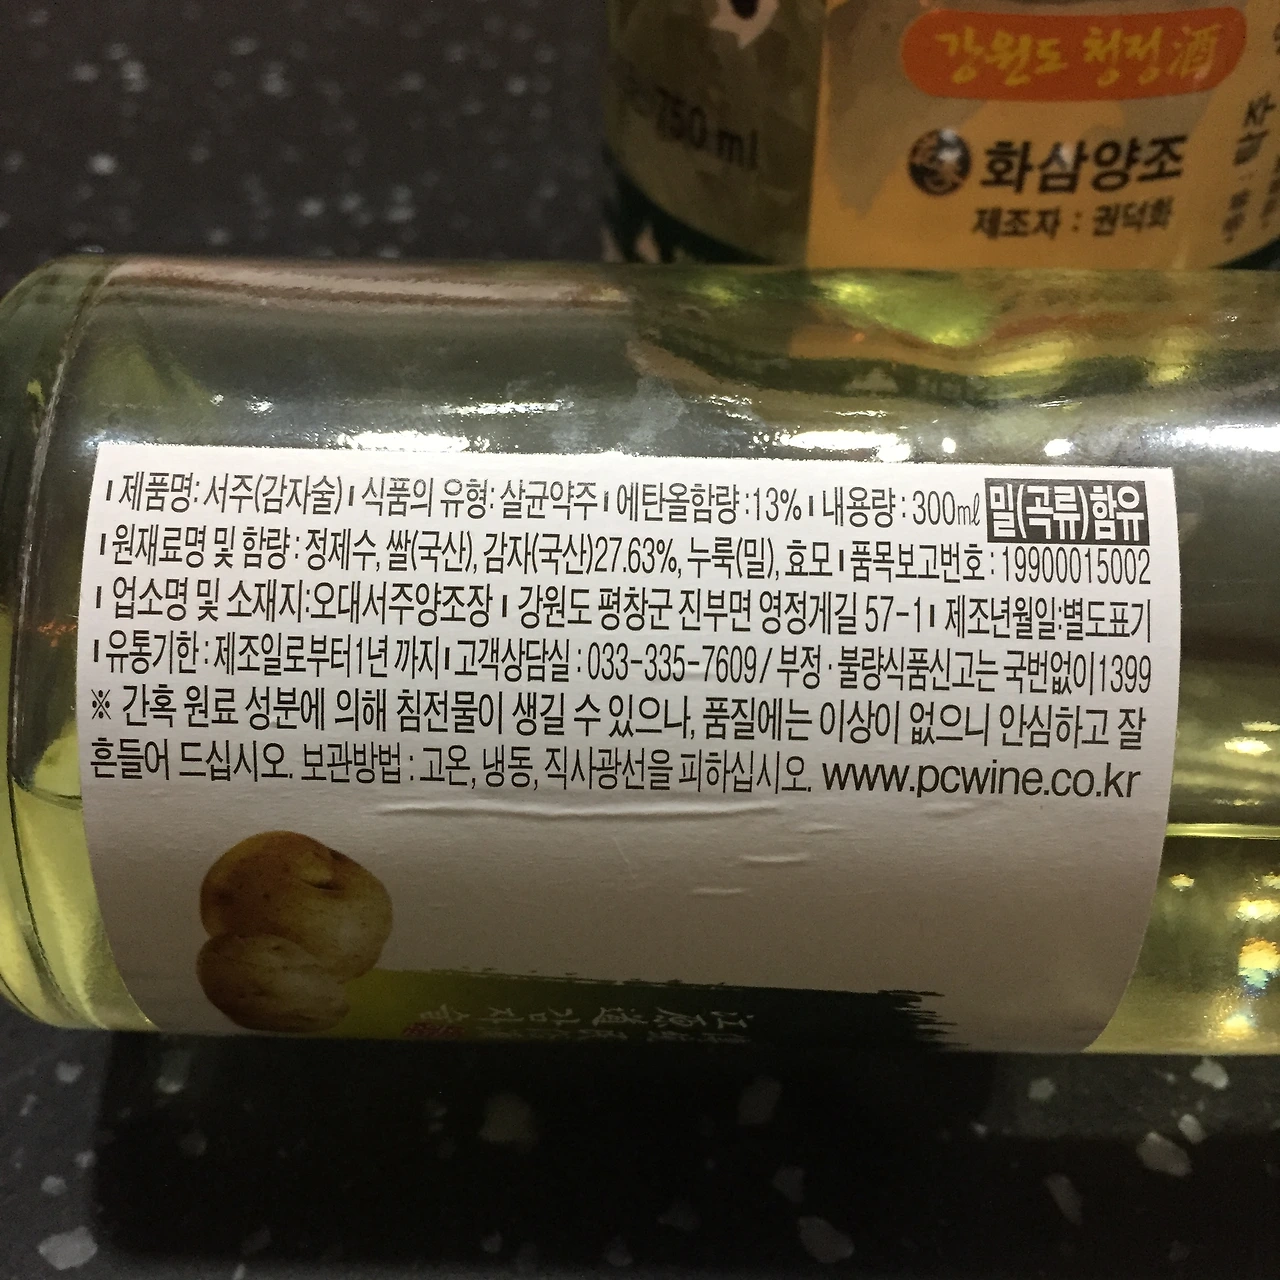 강원도 청정酒
750 ml
화삼양조
제조자 : 권덕화
ㅣ제품명: 서주(감자술)ㅣ식품의 유형: 살균약주ㅣ에탄올함량:13%ㅣ내용량: 300㎖ 밀(곡류)함유
ㅣ원재료명 및 함량: 정제수, 쌀(국산), 감자(국산)27.63%, 누룩(밀), 효모ㅣ품목보고번호: 19900015002
ㅣ업소명 및 소재지:오대서주양조장ㅣ강원도 평창군 진부면 영정게길 57-1ㅣ제조년월일:별도표기
ㅣ유통기한: 제조일로부터1년 까지ㅣ고객상담실: 033-335-7609/ 부정·불량식품신고는 국번없이1399
※ 간혹 원료 성분에 의해 침전물이 생길 수 있으나, 품질에는 이상이 없으니 안심하고 잘
흔들어 드십시오. 보관방법: 고온, 냉동, 직사광선을 피하십시오. www.pcwine.co.kr
江原道감자술